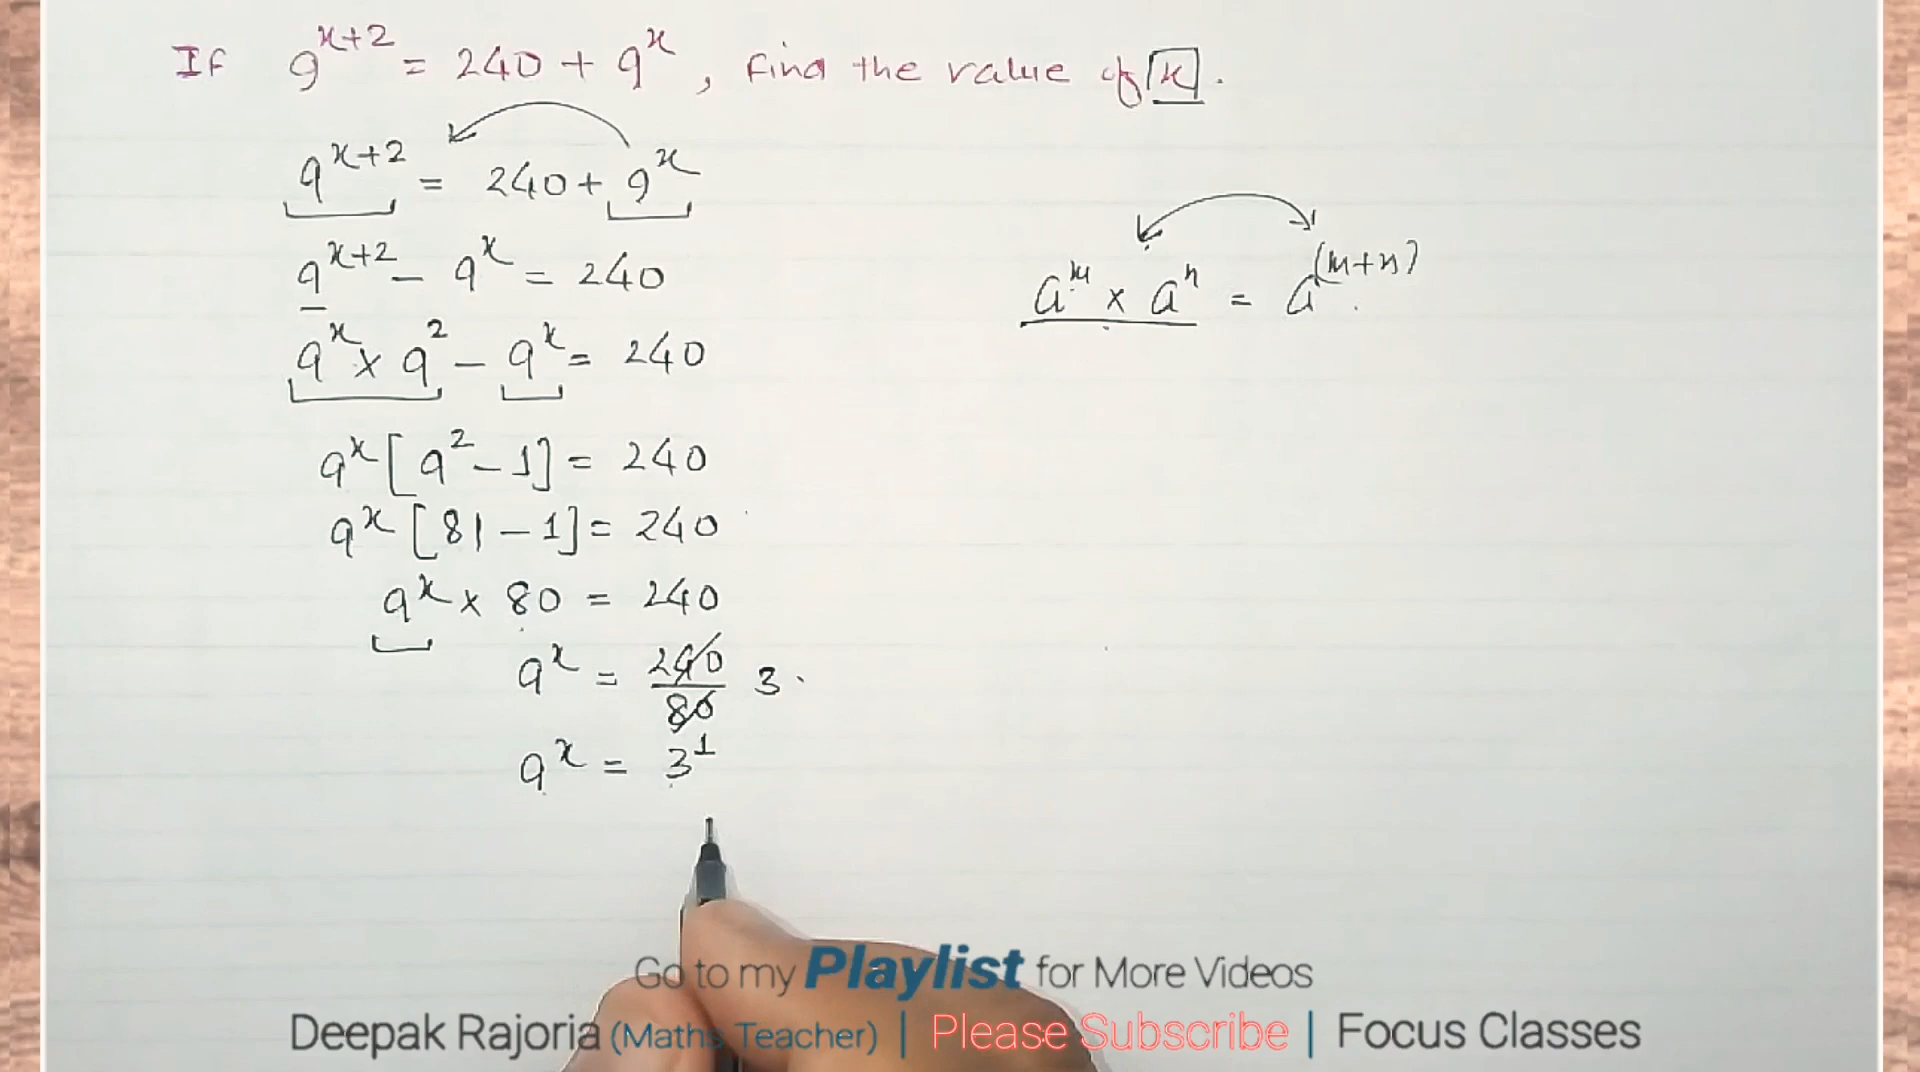 If 9^{x+2} = 240 + 9^x, find the value of x.
9^{x+2} = 240 + 9^x
9^{x+2} - 9^x = 240
9^x × 9^2 - 9^x = 240
9^x [9^2 - 1] = 240
9^x [81 - 1] = 240
9^x × 80 = 240
9^x = 240/80 3
9^x = 3^1
a^m × a^n = a^{(m+n)}
Go to my Playlist for More Videos
Deepak Rajoria (Maths Teacher) | Please Subscribe | Focus Classes